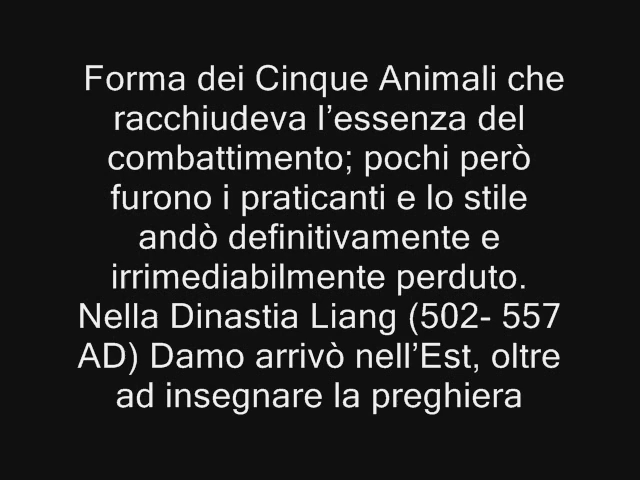 Forma dei Cinque Animali che
racchiudeva l’essenza del
combattimento; pochi però
furono i praticanti e lo stile
andò definitivamente e
irrimediabilmente perduto.
Nella Dinastia Liang (502- 557
AD) Damo arrivò nell’Est, oltre
ad insegnare la preghiera